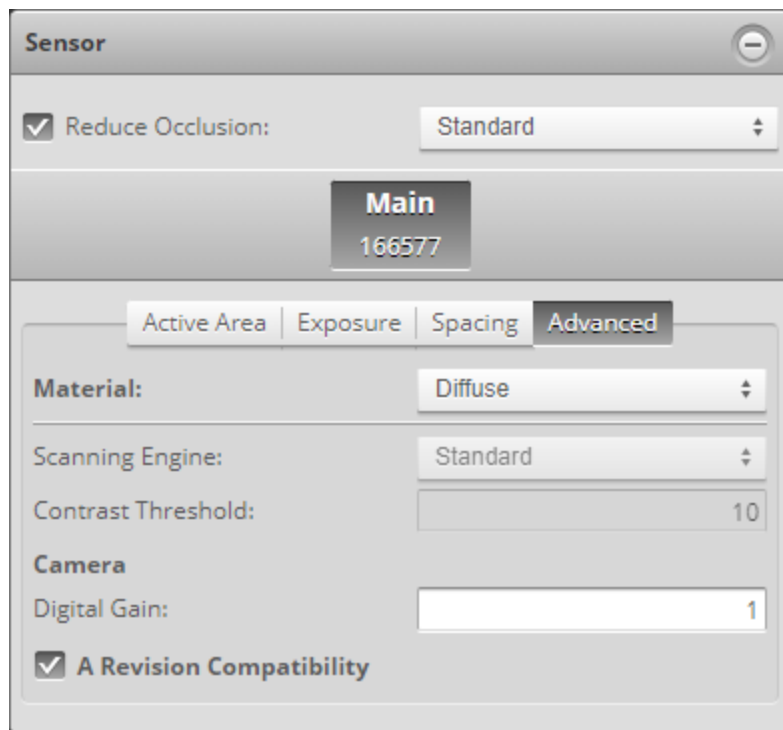 Sensor
Reduce Occlusion: Standard
Main
166577
Active Area Exposure Spacing Advanced
Material: Diffuse
Scanning Engine: Standard
Contrast Threshold: 10
Camera
Digital Gain: 1
A Revision Compatibility